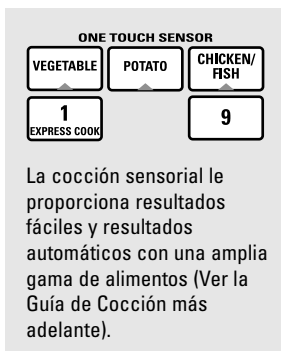 ONE TOUCH SENSOR
VEGETABLE POTATO CHICKEN/
FISH
1
EXPRESS COOK
9
La cocción sensorial le
proporciona resultados
fáciles y resultados
automáticos con una amplia
gama de alimentos (Ver la
Guía de Cocción más
adelante).